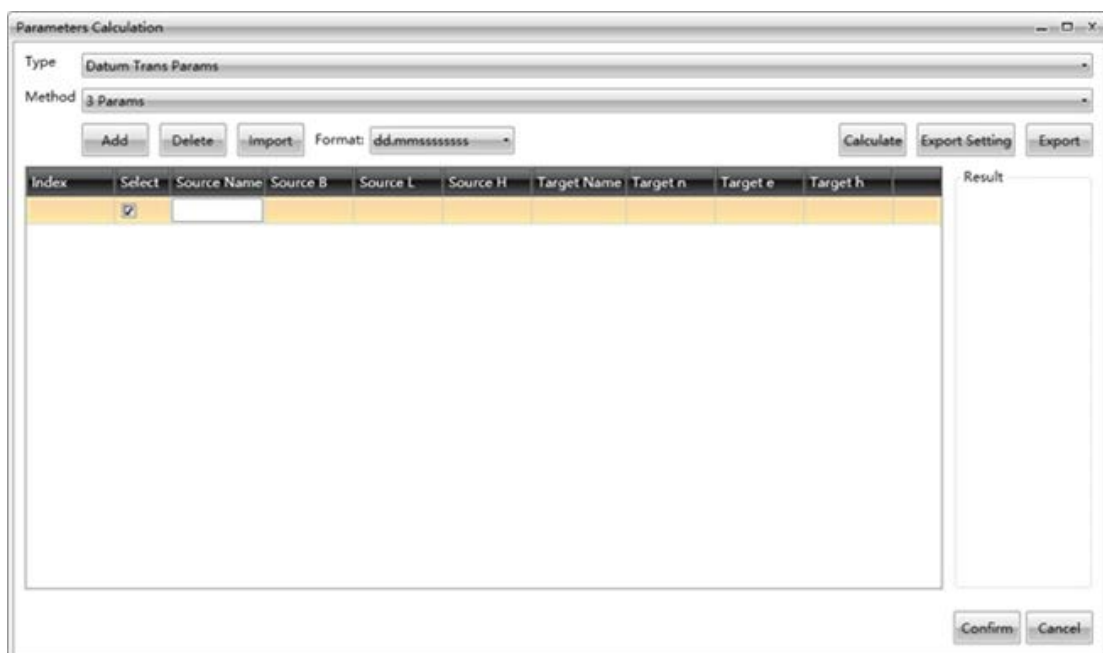 Parameters Calculation
Type Datum Trans Params
Method 3 Params
Add Delete Import Format: dd.mmssssssss Calculate Export Setting Export
Index Select Source Name Source B Source L Source H Target Name Target n Target e Target h Result
Confirm Cancel